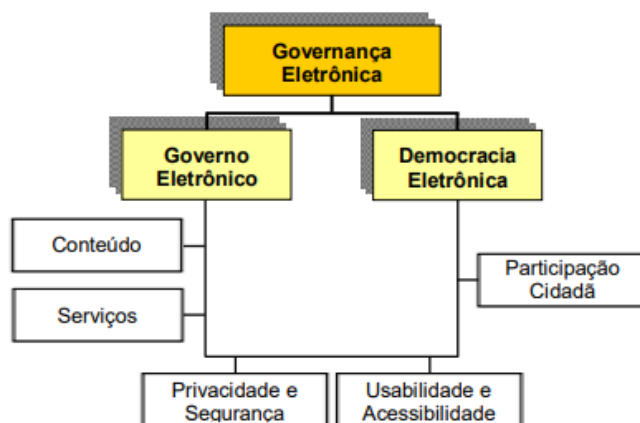 Governança
Eletrônica
Governo
Eletrônico
Democracia
Eletrônica
Conteúdo
Participação
Cidadã
Serviços
Privacidade e
Segurança
Usabilidade e
Acessibilidade